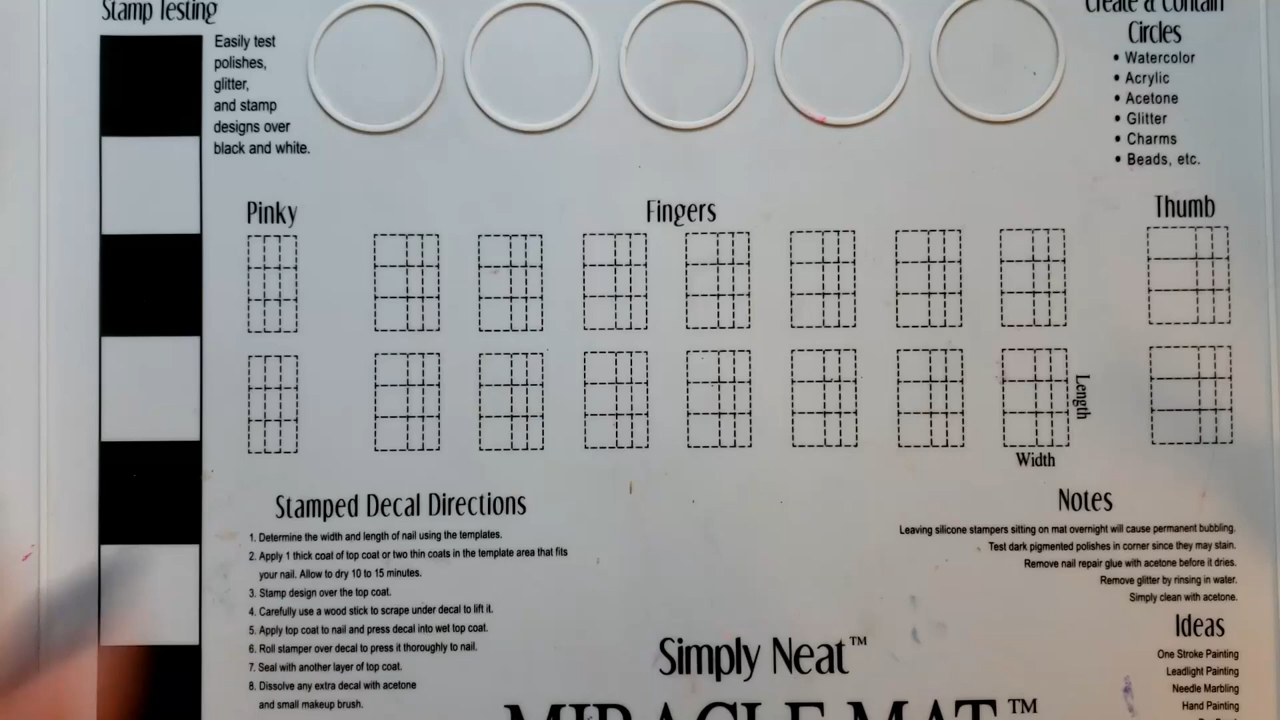 Stamp Testing
Easily test
polishes,
glitter,
and stamp
designs over
black and white.
Create & Contain
Circles
• Watercolor
• Acrylic
• Acetone
• Glitter
• Charms
• Beads, etc.
Pinky
Fingers
Thumb
Length
Width
Stamped Decal Directions
1. Determine the width and length of nail using the templates.
2. Apply 1 thick coat of top coat or two thin coats in the template area that fits
your nail. Allow to dry 10 to 15 minutes.
3. Stamp design over the top coat.
4. Carefully use a wood stick to scrape under decal to lift it.
5. Apply top coat to nail and press decal into wet top coat.
6. Roll stamper over decal to press it thoroughly to nail.
7. Seal with another layer of top coat.
8. Dissolve any extra decal with acetone
and small makeup brush.
Notes
Leaving silicone stampers sitting on mat overnight will cause permanent bubbling.
Test dark pigmented polishes in corner since they may stain.
Remove nail repair glue with acetone before it dries.
Remove glitter by rinsing in water.
Simply clean with acetone.
Ideas
One Stroke Painting
Leadlight Painting
Needle Marbling
Hand Painting
Simply Neat™
MIRACLE MAT™